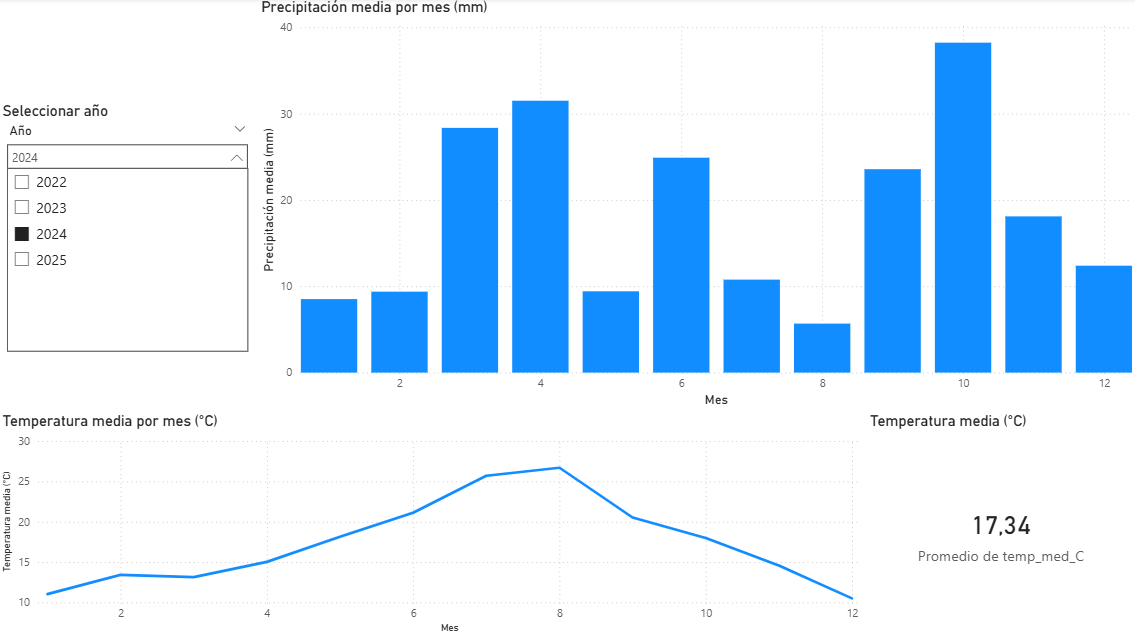 Precipitación media por mes (mm)
Seleccionar año
Año
2024
2022
2023
2024
2025
Precipitación media (mm)
40
30
20
10
0
2
4
6
8
10
12
Mes
Temperatura media por mes (°C)
Temperatura media (°C)
30
25
20
15
10
2
4
6
8
10
12
Mes
Temperatura media (°C)
17,34
Promedio de temp_med_C